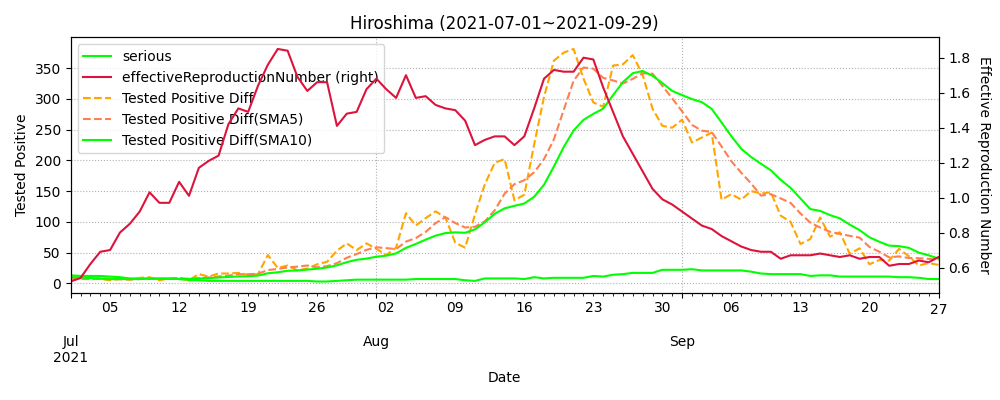 Hiroshima (2021-07-01~2021-09-29)
serious
effectiveReproductionNumber (right)
Tested Positive Diff
Tested Positive Diff(SMA5)
Tested Positive Diff(SMA10)
Tested Positive
350
300
250
200
150
100
50
0
1.8
1.6
1.4
1.2
1.0
0.8
0.6
Effective Reproduction Number
05 12 19 26 02 09 16 23 30 06 13 20 27
Jul Aug Sep
2021
Date